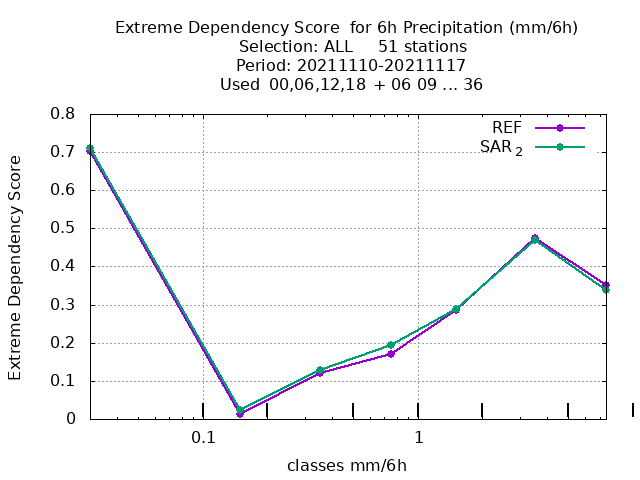 Extreme Dependency Score  for 6h Precipitation (mm/6h)
Selection: ALL     51 stations
Period: 20211110-20211117
Used  00,06,12,18  + 06 09 ... 36
REF
SAR 2
0.8
0.7
0.6
0.5
0.4
0.3
0.2
0.1
0
Extreme Dependency Score
0.1
1
classes mm/6h